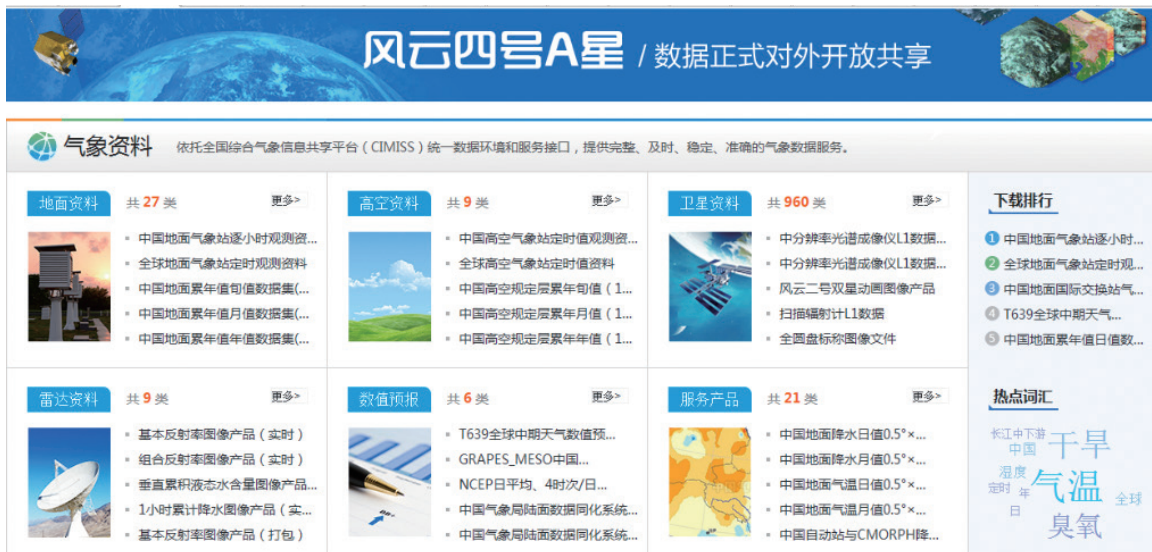 风云四号A星 / 数据正式对外开放共享
气象资料 依托全国综合气象信息共享平台（CIMISS）统一数据环境和服务接口，提供完整、及时、稳定、准确的气象数据服务。
地面资料 共 27 类 更多>
中国地面气象站逐小时观测资...
全球地面气象站定时观测资料
中国地面累年值旬值数据集(...
中国地面累年值月值数据集(...
中国地面累年值年值数据集(...
高空资料 共 9 类 更多>
中国高空气象站定时值观测资...
全球高空气象站定时值资料
中国高空规定层累年旬值（1...
中国高空规定层累年月值（1...
中国高空规定层累年年值（1...
卫星资料 共 960 类 更多>
中分辨率光谱成像仪L1数据...
中分辨率光谱成像仪L1数据...
风云二号双星动画图像产品
扫描辐射计L1数据
全圆盘标称图像文件
下载排行
1 中国地面气象站逐小时...
2 全球地面气象站定时观...
3 中国地面国际交换站气...
4 T639全球中期天气...
5 中国地面累年值日值数...
雷达资料 共 9 类 更多>
基本反射率图像产品（实时）
组合反射率图像产品（实时）
垂直累积液态水含量图像产品...
1小时累计降水图像产品（实...
基本反射率图像产品（打包）
数值预报 共 6 类 更多>
T639全球中期天气数值预...
GRAPES_MESO中国...
NCEP日平均、4时次/日...
中国气象局陆面数据同化系统...
中国气象局陆面数据同化系统...
服务产品 共 21 类 更多>
中国地面降水日值0.5°×...
中国地面降水月值0.5°×...
中国地面气温日值0.5°×...
中国地面气温月值0.5°×...
中国自动站与CMORPH降...
热点词汇
长江中下游
中国
干旱
湿度
定时
年
气温
全球
日
臭氧